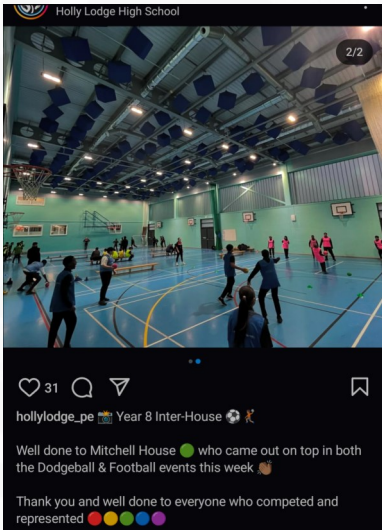 Holly Lodge High School
2/2
31
hollylodge_pe 📸 Year 8 Inter-House ⚽🤾🏿
Well done to Mitchell House 🟢 who came out on top in both
the Dodgeball & Football events this week 👏🏾
Thank you and well done to everyone who competed and
represented 🔴🟡🟢🔵🟣